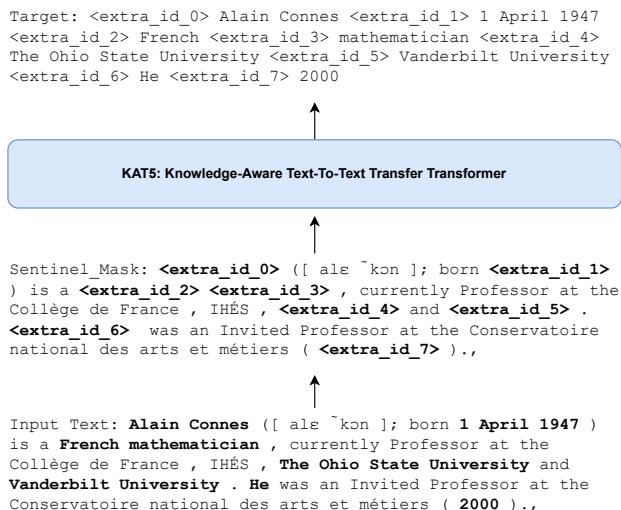 Target: <extra_id_0> Alain Connes <extra_id_1> 1 April 1947
<extra_id_2> French <extra_id_3> mathematician <extra_id_4>
The Ohio State University <extra_id_5> Vanderbilt University
<extra_id_6> He <extra_id_7> 2000
KAT5: Knowledge-Aware Text-To-Text Transfer Transformer
Sentinel_Mask: <extra_id_0> ([ alɛ ̃kɔn ]; born <extra_id_1>
) is a <extra_id_2> <extra_id_3> , currently Professor at the
Collège de France , IHÉS , <extra_id_4> and <extra_id_5> .
<extra_id_6> was an Invited Professor at the Conservatoire
national des arts et métiers ( <extra_id_7> ).,
Input Text: Alain Connes ([ alɛ ̃kɔn ]; born 1 April 1947 )
is a French mathematician , currently Professor at the
Collège de France , IHÉS , The Ohio State University and
Vanderbilt University . He was an Invited Professor at the
Conservatoire national des arts et métiers ( 2000 ).,